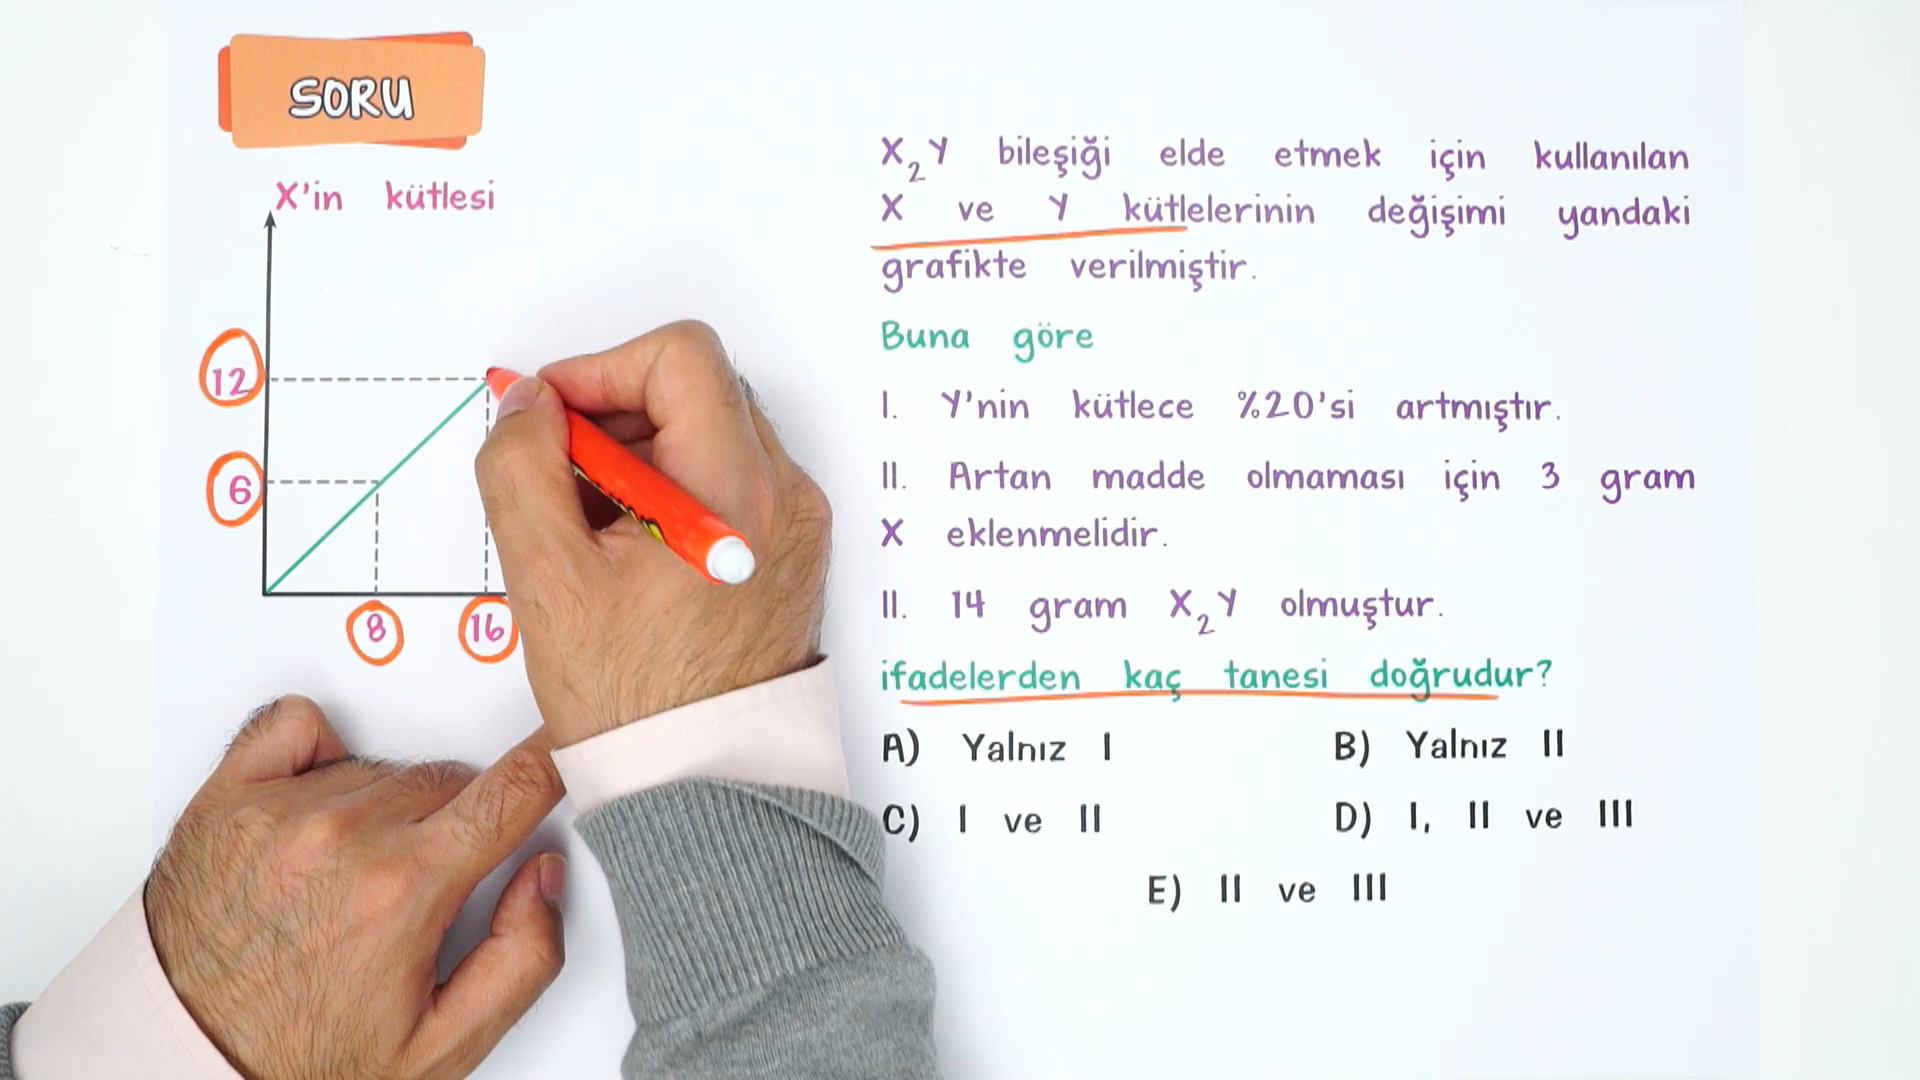 SORU
X'in kütlesi
12
6
8
16
X₂Y bileşiği elde etmek için kullanılan
X ve Y kütlelerinin değişimi yandaki
grafikte verilmiştir.
Buna göre
I. Y'nin kütlece %20'si artmıştır.
II. Artan madde olmaması için 3 gram
X eklenmelidir.
II. 14 gram X₂Y olmuştur.
ifadelerden kaç tanesi doğrudur?
A) Yalnız I
B) Yalnız II
C) I ve II
D) I, II ve III
E) II ve III